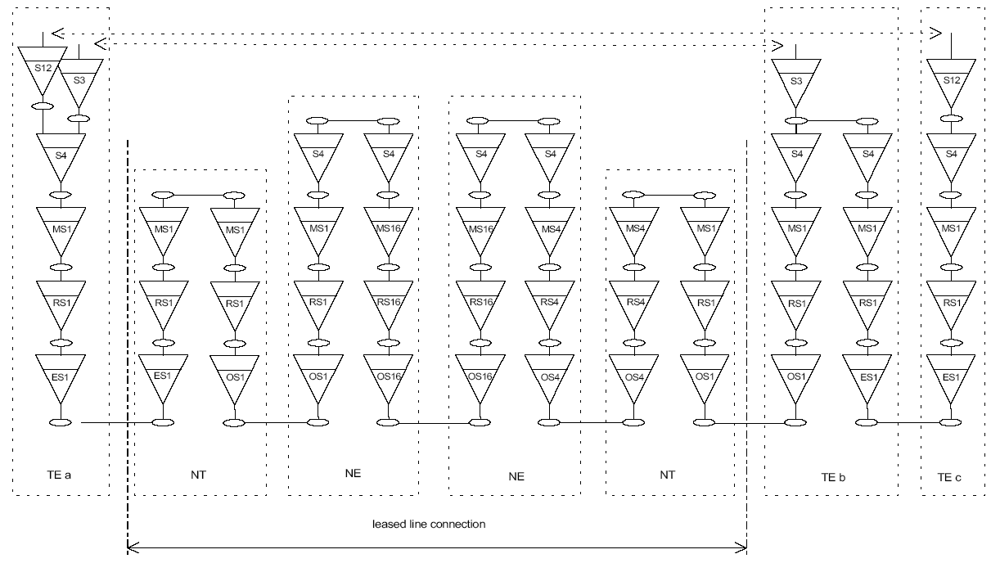 S12 S3 S3 S12
S4 S4 S4 S4 S4 S4 S4 S4
MS1 MS1 MS1 MS1 MS16 MS16 MS4 MS4 MS1 MS1 MS1 MS1
RS1 RS1 RS1 RS1 RS16 RS16 RS4 RS4 RS1 RS1 RS1 RS1
ES1 ES1 OS1 OS1 OS16 OS16 OS4 OS4 OS1 OS1 ES1 ES1
TE a NT NE NE NT TE b TE c
leased line connection